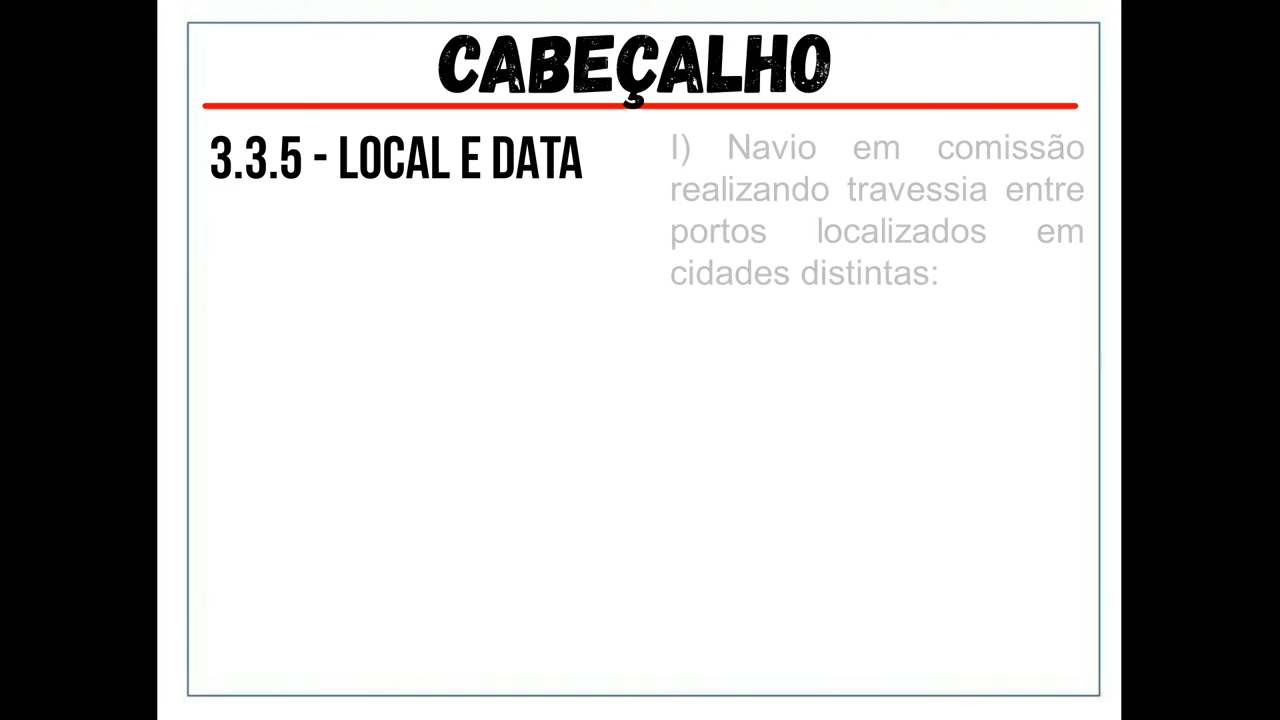 CABEÇALHO
3.3.5 - LOCAL E DATA
I) Navio em comissão
realizando travessia entre
portos localizados em
cidades distintas: